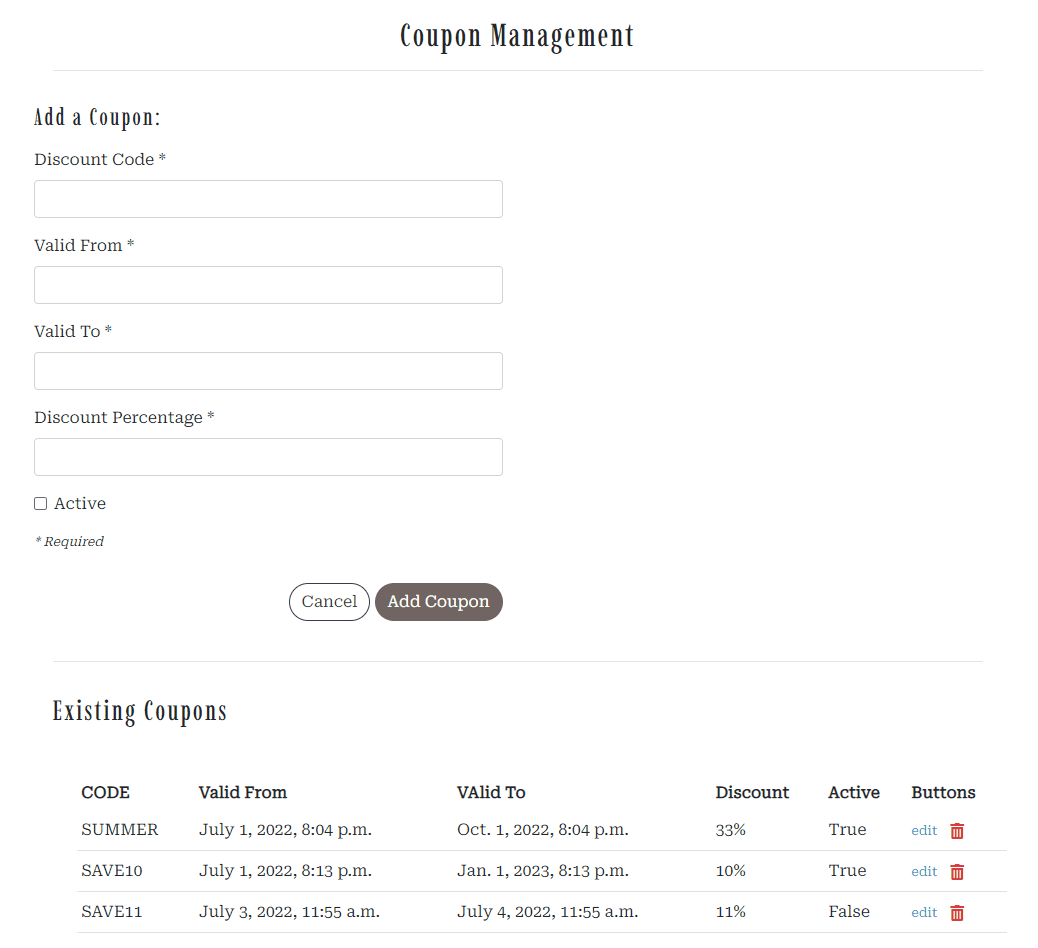 Coupon Management
Add a Coupon:
Discount Code *
Valid From *
Valid To *
Discount Percentage *
Active
* Required
Cancel Add Coupon
Existing Coupons
CODE Valid From VAlid To Discount Active Buttons
SUMMER July 1, 2022, 8:04 p.m. Oct. 1, 2022, 8:04 p.m. 33% True edit
SAVE10 July 1, 2022, 8:13 p.m. Jan. 1, 2023, 8:13 p.m. 10% True edit
SAVE11 July 3, 2022, 11:55 a.m. July 4, 2022, 11:55 a.m. 11% False edit